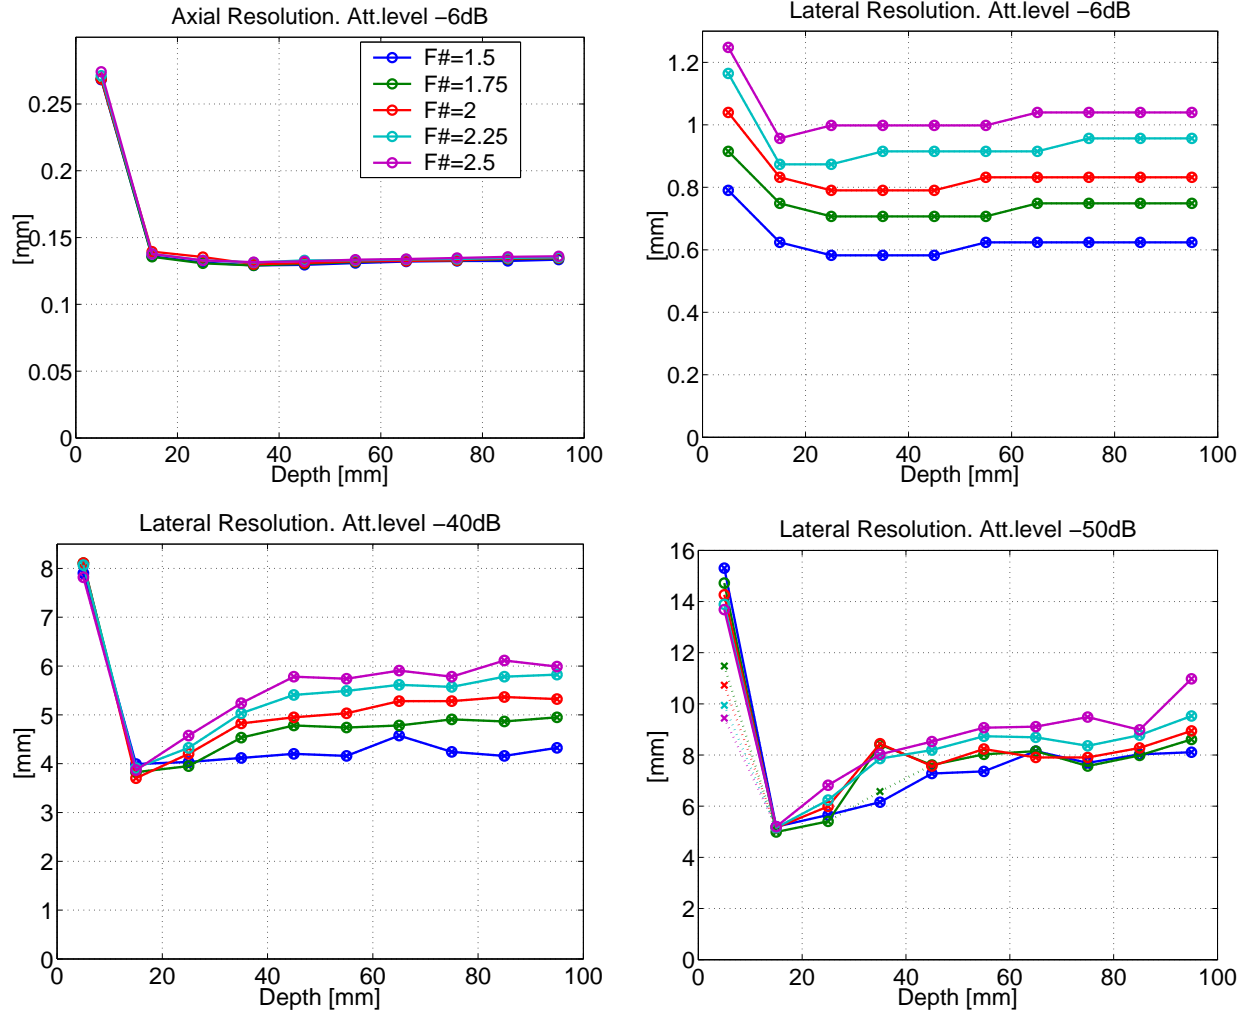 Axial Resolution. Att.level −6dB
0.25
0.2
0.15
0.1
0.05
0
[mm]
F#=1.5
F#=1.75
F#=2
F#=2.25
F#=2.5
0 20 40 60 80 100
Depth [mm]
Lateral Resolution. Att.level −6dB
1.2
1
0.8
0.6
0.4
0.2
0
[mm]
0 20 40 60 80 100
Depth [mm]
Lateral Resolution. Att.level −40dB
8
7
6
5
4
3
2
1
0
[mm]
0 20 40 60 80 100
Depth [mm]
Lateral Resolution. Att.level −50dB
16
14
12
10
8
6
4
2
0
[mm]
0 20 40 60 80 100
Depth [mm]